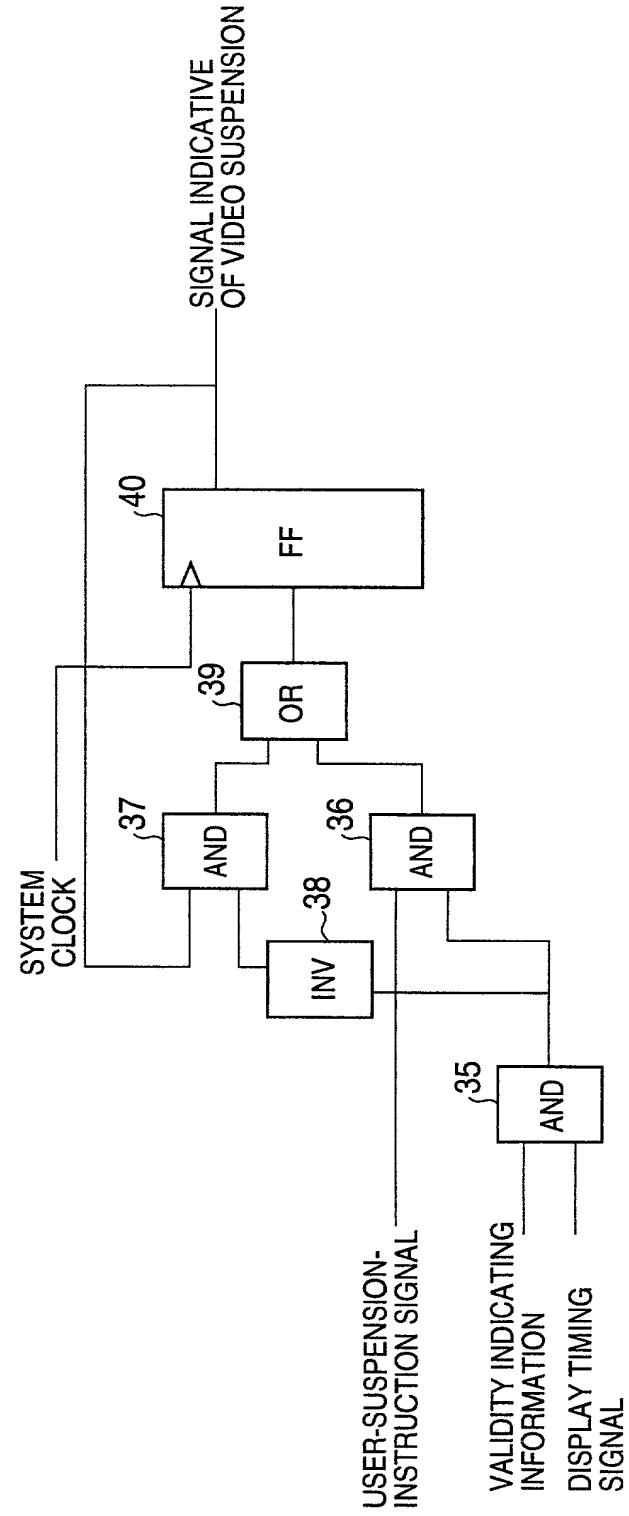 SYSTEM
CLOCK
40
SIGNAL INDICATIVE
OF VIDEO SUSPENSION
37
AND
39
OR
FF
38
INV
36
AND
USER-SUSPENSION-
INSTRUCTION SIGNAL
35
AND
VALIDITY INDICATING
INFORMATION
DISPLAY TIMING
SIGNAL